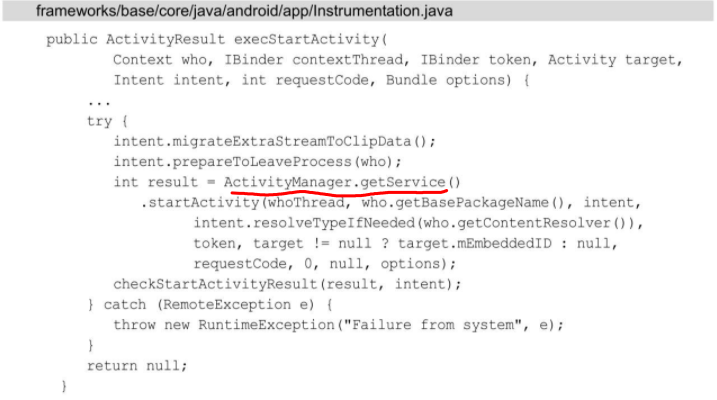 frameworks/base/core/java/android/app/Instrumentation.java
public ActivityResult execStartActivity(
Context who, IBinder contextThread, IBinder token, Activity target,
Intent intent, int requestCode, Bundle options) {
...
try {
intent.migrateExtraStreamToClipData();
intent.prepareToLeaveProcess(who);
int result = ActivityManager.getService()
.startActivity(whoThread, who.getBasePackageName(), intent,
intent.resolveTypeIfNeeded(who.getContentResolver()),
token, target != null ? target.mEmbeddedID : null,
requestCode, 0, null, options);
checkStartActivityResult(result, intent);
} catch (RemoteException e) {
throw new RuntimeException("Failure from system", e);
}
return null;
}